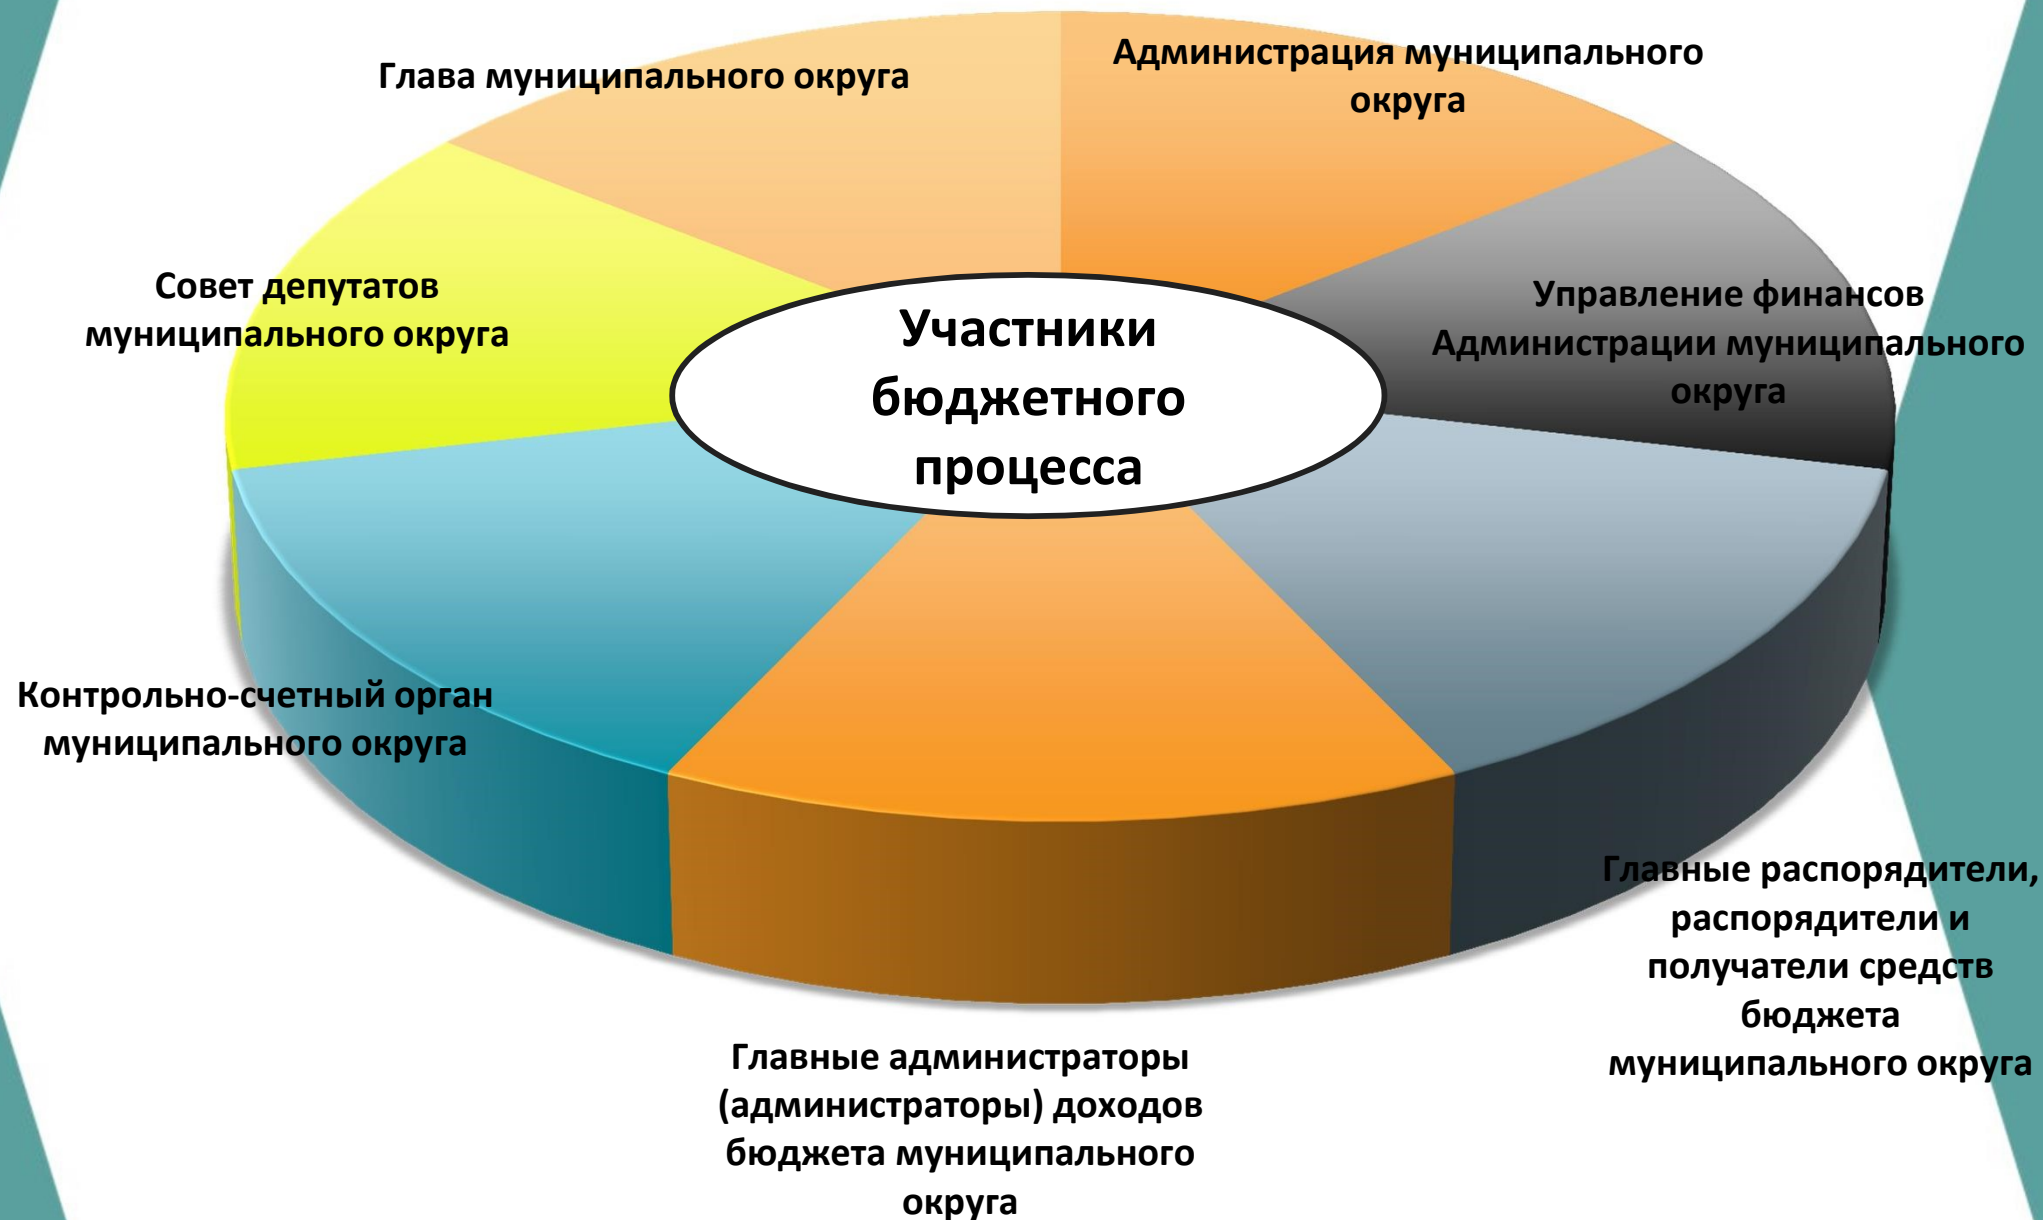 Глава муниципального округа
Администрация муниципального
округа
Совет депутатов
муниципального округа
Управление финансов
Администрации муниципального
округа
Участники
бюджетного
процесса
Контрольно-счетный орган
муниципального округа
Главные распорядители,
распорядители и
получатели средств
бюджета
муниципального округа
Главные администраторы
(администраторы) доходов
бюджета муниципального
округа